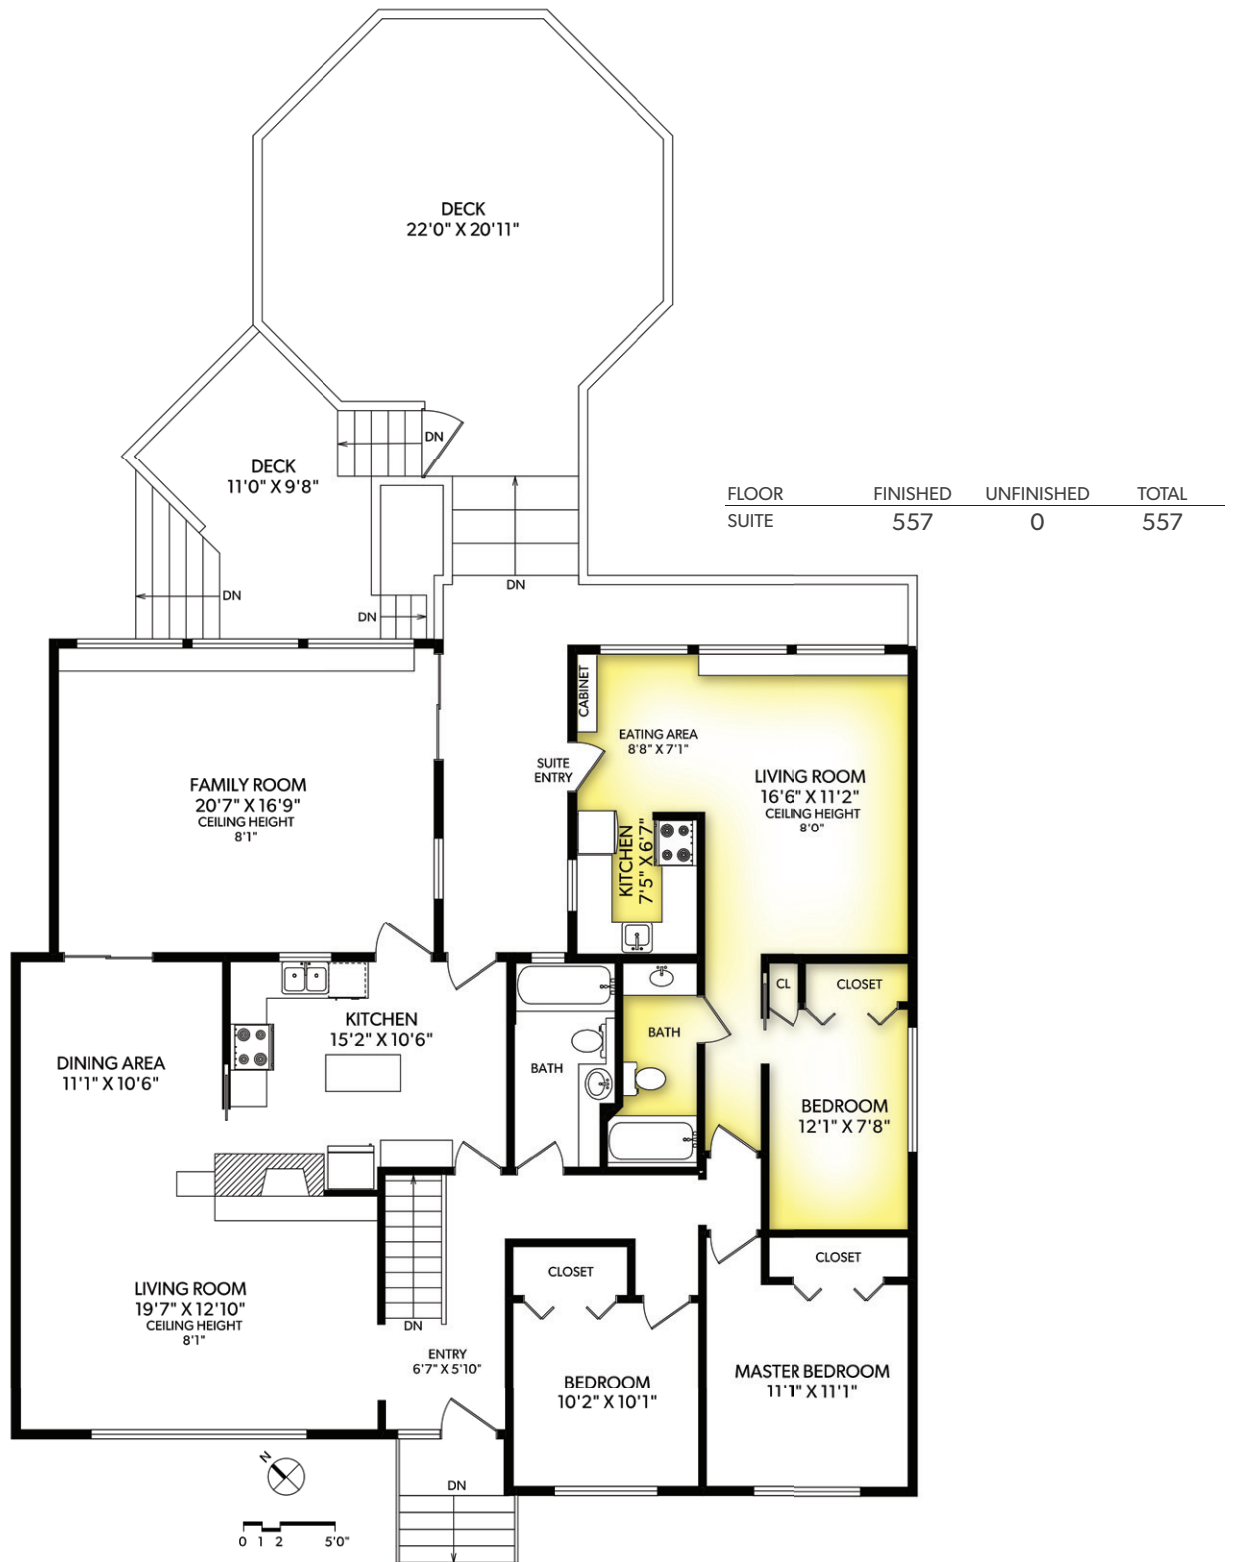 DECK
22'0" X 20'11"
DN
DECK
11'0" X 9'8"
FLOOR FINISHED UNFINISHED TOTAL
SUITE 557 0 557
DN
DN
DN
CABINET
EATING AREA
8'8" X 7'1"
SUITE
ENTRY
LIVING ROOM
16'6" X 11'2"
CEILING HEIGHT
8'0"
FAMILY ROOM
20'7" X 16'9"
CEILING HEIGHT
8'1"
KITCHEN
7'5" X 6'7"
CL
CLOSET
KITCHEN
15'2" X 10'6"
BATH
DINING AREA
11'1" X 10'6"
BATH
BEDROOM
12'1" X 7'8"
CLOSET
CLOSET
LIVING ROOM
19'7" X 12'10"
CEILING HEIGHT
8'1"
DN
ENTRY
6'7" X 5'10"
BEDROOM
10'2" X 10'1"
MASTER BEDROOM
11'1" X 11'1"
N
DN
0 1 2 5'0"